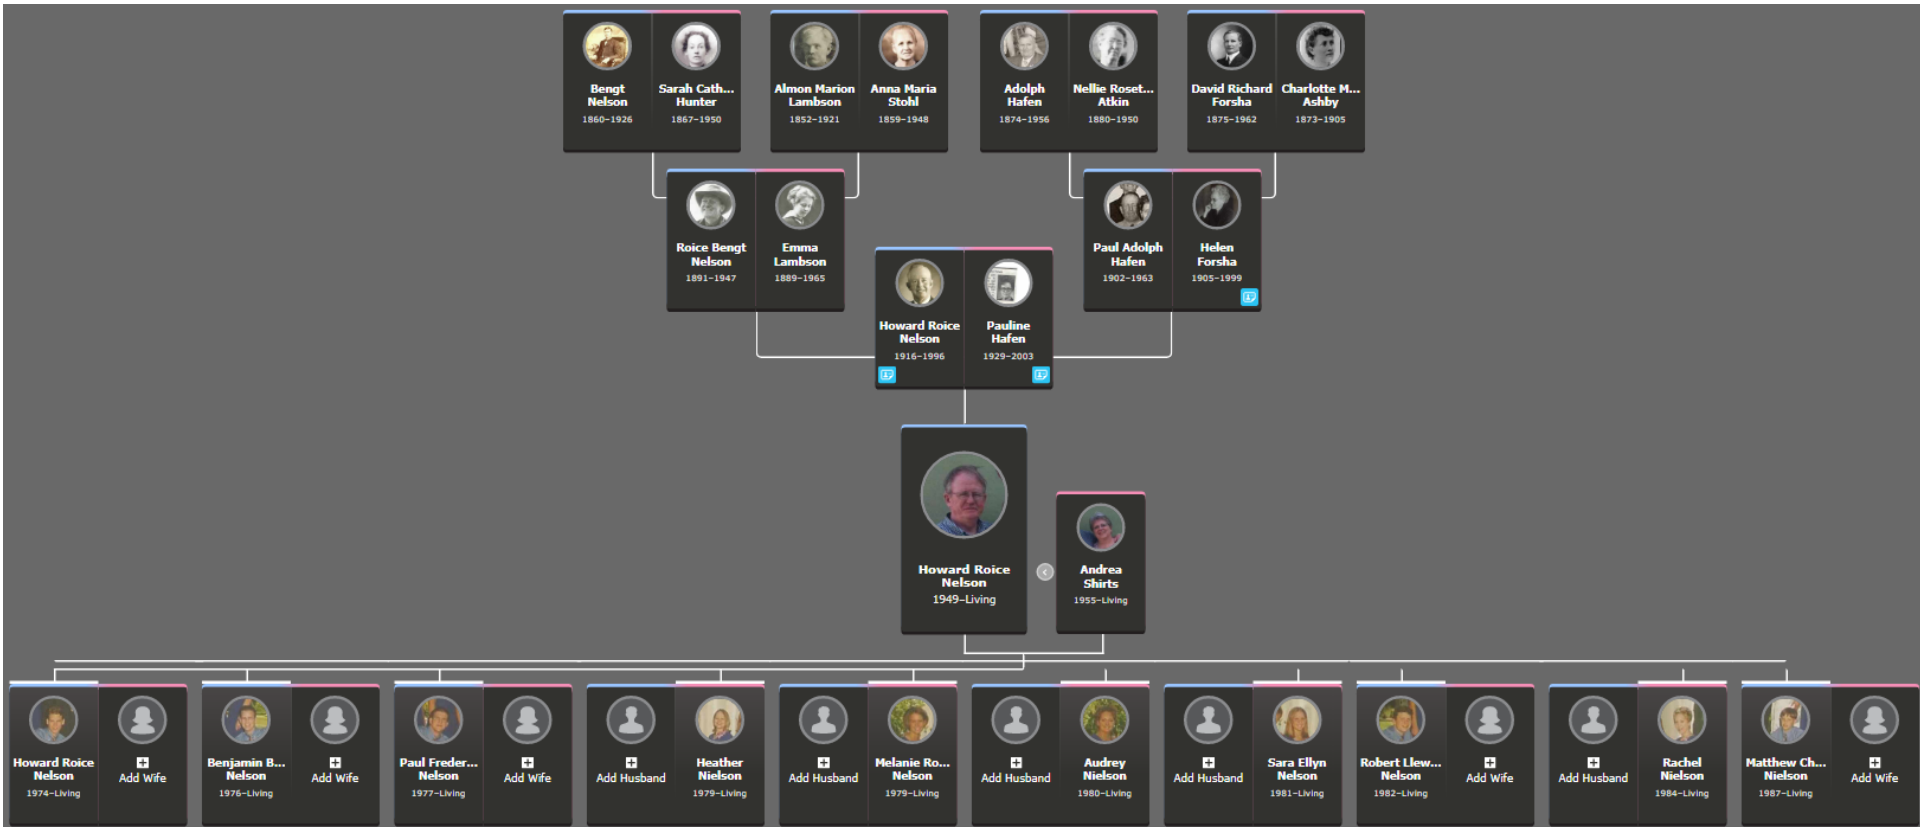 Bengt
Nelson
1860–1926
Sarah Cath...
Hunter
1867–1950
Almon Marion
Lambson
1852–1921
Anna Maria
Stohl
1859–1948
Adolph
Hafen
1874–1956
Nellie Roset...
Atkin
1880–1950
David Richard
Forsha
1875–1962
Charlotte M...
Ashby
1873–1905
Roice Bengt
Nelson
1891–1947
Emma
Lambson
1889–1965
Paul Adolph
Hafen
1902–1963
Helen
Forsha
1905–1999
Howard Roice
Nelson
1916–1996
Pauline
Hafen
1929–2003
Howard Roice
Nelson
1949–Living
Andrea
Shirts
1955–Living
Howard Roice
Nelson
1974–Living
Add Wife
Benjamin B...
Nelson
1976–Living
Add Wife
Paul Freder...
Nelson
1977–Living
Add Wife
Add Husband
Heather
Nielson
1979–Living
Add Husband
Melanie Ro...
Nelson
1979–Living
Add Husband
Audrey
Nielson
1980–Living
Add Husband
Sara Ellyn
Nelson
1981–Living
Robert Llew...
Nelson
1982–Living
Add Wife
Add Husband
Rachel
Nielson
1984–Living
Matthew Ch...
Nielson
1987–Living
Add Wife